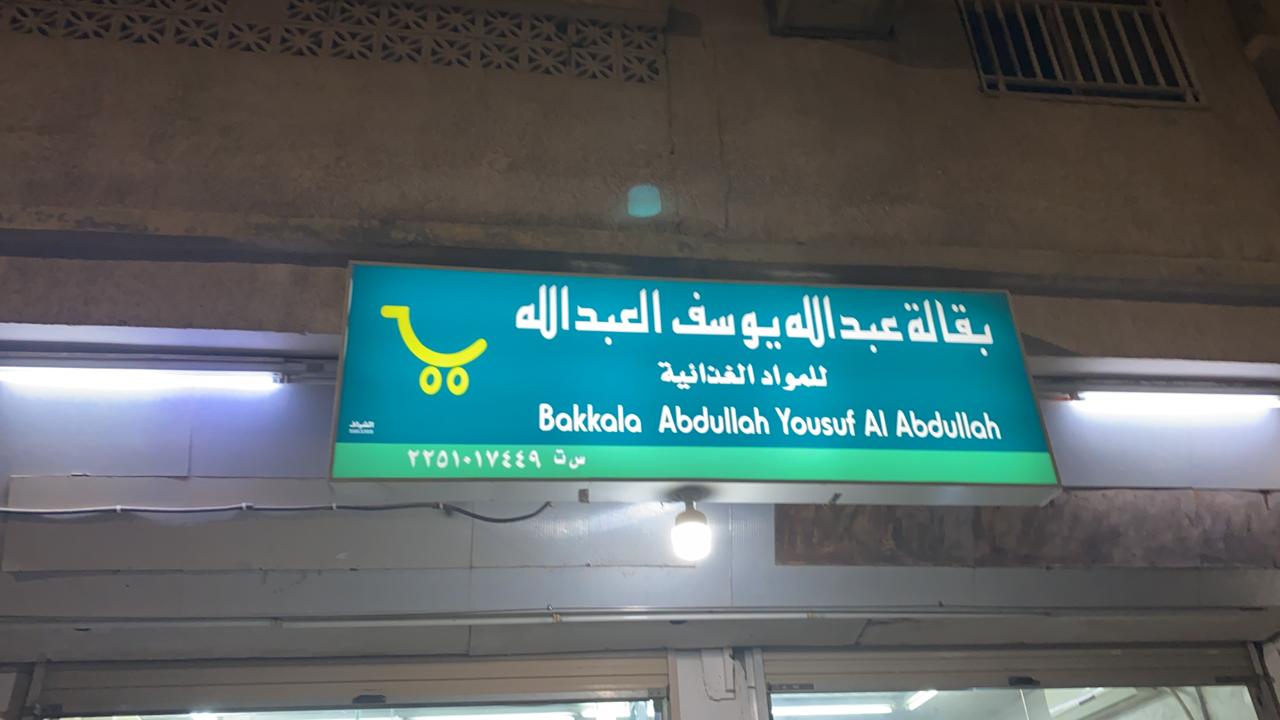 بقالة عبدالله يوسف العبدالله
للمواد الغذائية
Bakkala Abdullah Yousuf Al Abdullah
س ت ٢٢٥١٠١٧٤٤٩